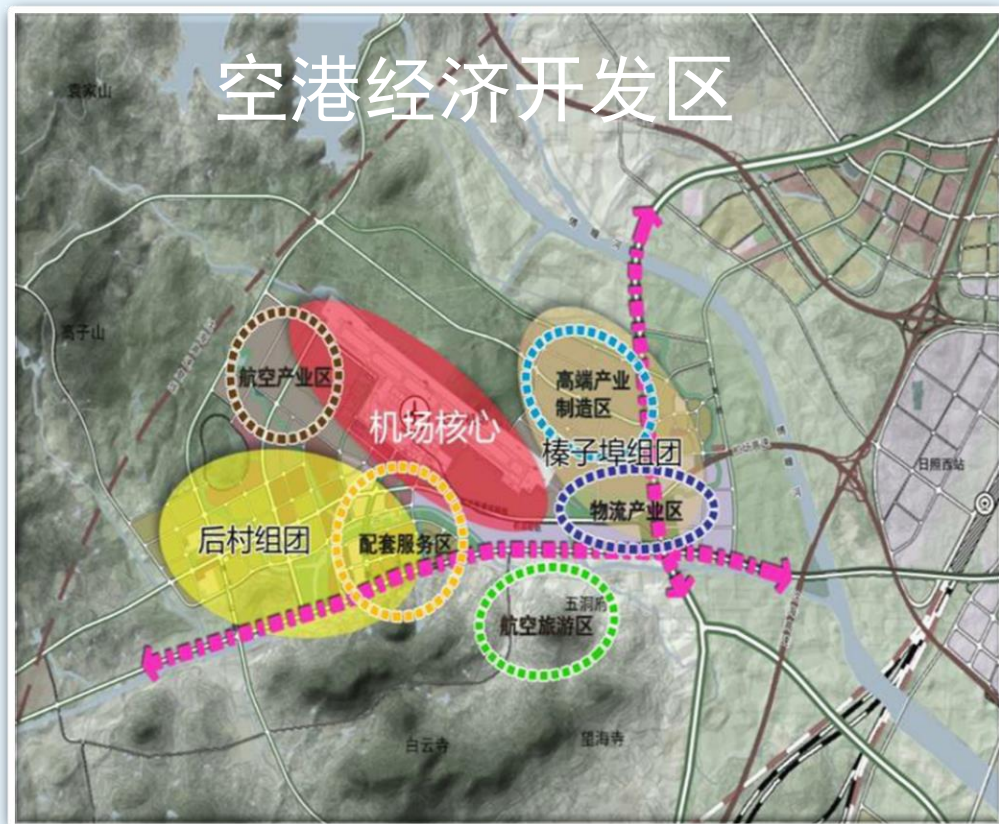 空港经济开发区
袁家山
高子山
航空产业区
机场核心
高端产业
制造区
榛子埠组团
日照西站
物流产业区
后村组团
配套服务区
五洞府
航空旅游区
白云寺
望海寺